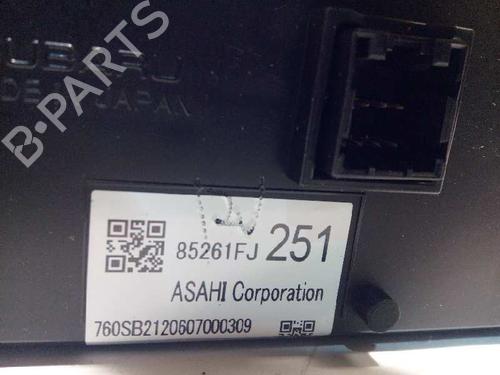 SUBARU
MADE IN JAPAN
B-PARTS
85261FJ 251
ASAHI Corporation
760SB2120607000309